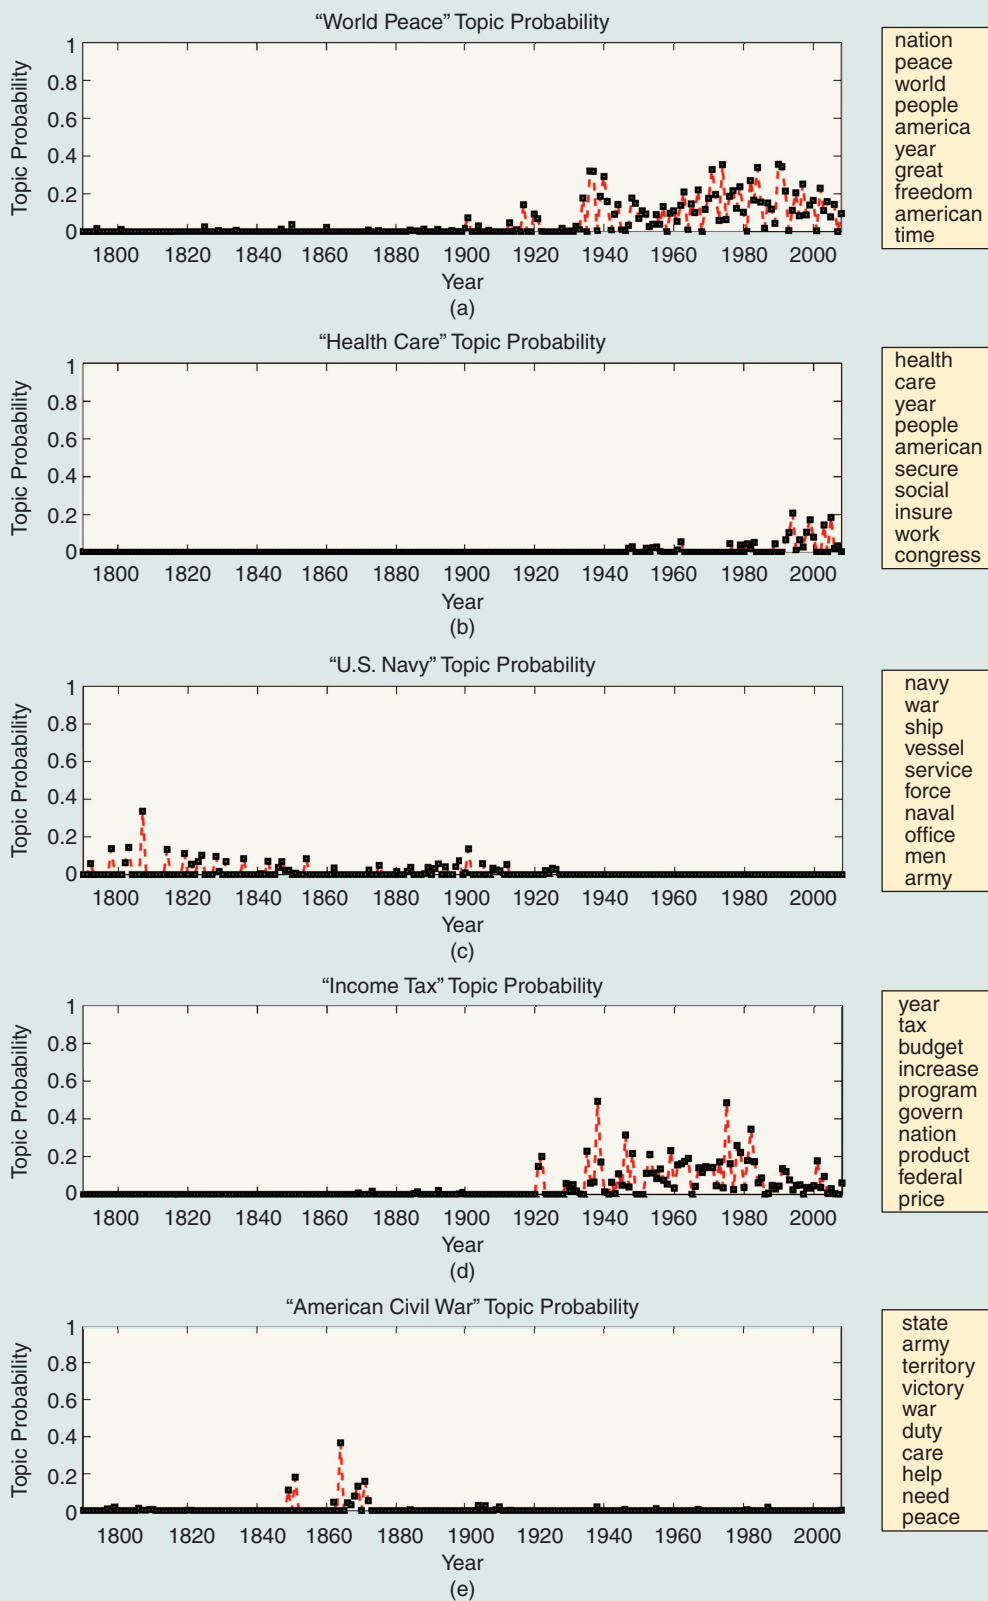 “World Peace” Topic Probability
Topic Probability
1
0.8
0.6
0.4
0.2
0
1800 1820 1840 1860 1880 1900 1920 1940 1960 1980 2000
Year
(a)
nation
peace
world
people
america
year
great
freedom
american
time
“Health Care” Topic Probability
Topic Probability
1
0.8
0.6
0.4
0.2
0
1800 1820 1840 1860 1880 1900 1920 1940 1960 1980 2000
Year
(b)
health
care
year
people
american
secure
social
insure
work
congress
“U.S. Navy” Topic Probability
Topic Probability
1
0.8
0.6
0.4
0.2
0
1800 1820 1840 1860 1880 1900 1920 1940 1960 1980 2000
Year
(c)
navy
war
ship
vessel
service
force
naval
office
men
army
“Income Tax” Topic Probability
Topic Probability
1
0.8
0.6
0.4
0.2
0
1800 1820 1840 1860 1880 1900 1920 1940 1960 1980 2000
Year
(d)
year
tax
budget
increase
program
govern
nation
product
federal
price
“American Civil War” Topic Probability
Topic Probability
1
0.8
0.6
0.4
0.2
0
1800 1820 1840 1860 1880 1900 1920 1940 1960 1980 2000
Year
(e)
state
army
territory
victory
war
duty
care
help
need
peace